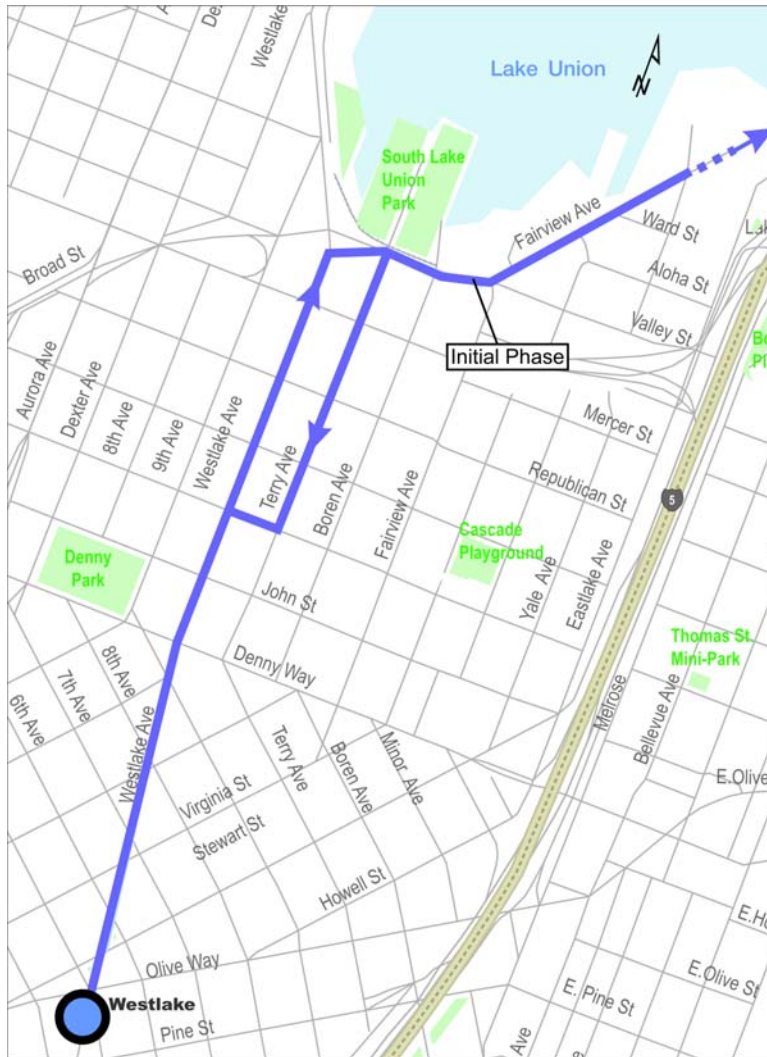 De
Westlake
Lake Union
N
South Lake
Union
Park
Fairview Ave
Ward St
Lak
Broad St
Aloha St
Valley St
Initial Phase
Aurora Ave
Dexter Ave
8th Ave
9th Ave
Westlake Ave
Terry Ave
Boren Ave
Fairview Ave
Mercer St
Republican St
5
Denny
Park
Cascade
Playground
Yale Ave
Eastlake Ave
John St
Denny Way
Thomas St
Mini-Park
Melrose
Bellevue Ave
6th Ave
7th Ave
8th Ave
Westlake Ave
Virginia St
Stewart St
Terry Ave
Boren Ave
Minor Ave
E.Olive
Howell St
Olive Way
E.Ho
E.Olive St
E. Pine St
Westlake
Pine St
Ave